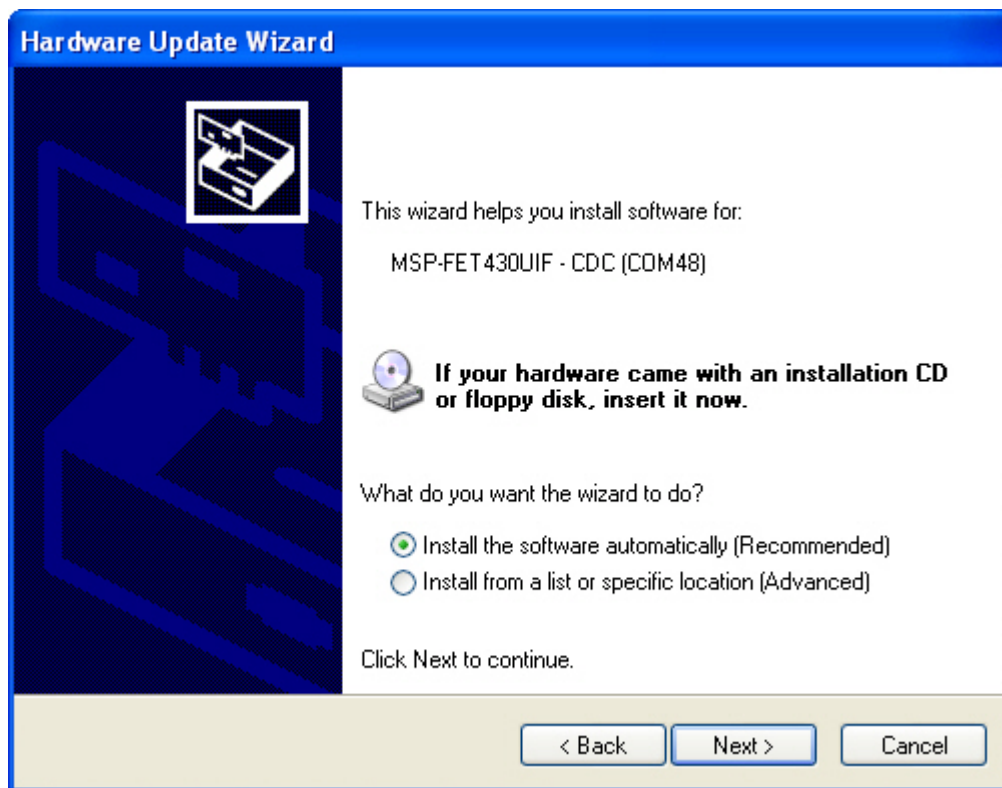 Hardware Update Wizard
This wizard helps you install software for:
MSP-FET430UIF - CDC (COM48)
If your hardware came with an installation CD
or floppy disk, insert it now.
What do you want the wizard to do?
Install the software automatically (Recommended)
Install from a list or specific location (Advanced)
Click Next to continue.
< Back Next > Cancel